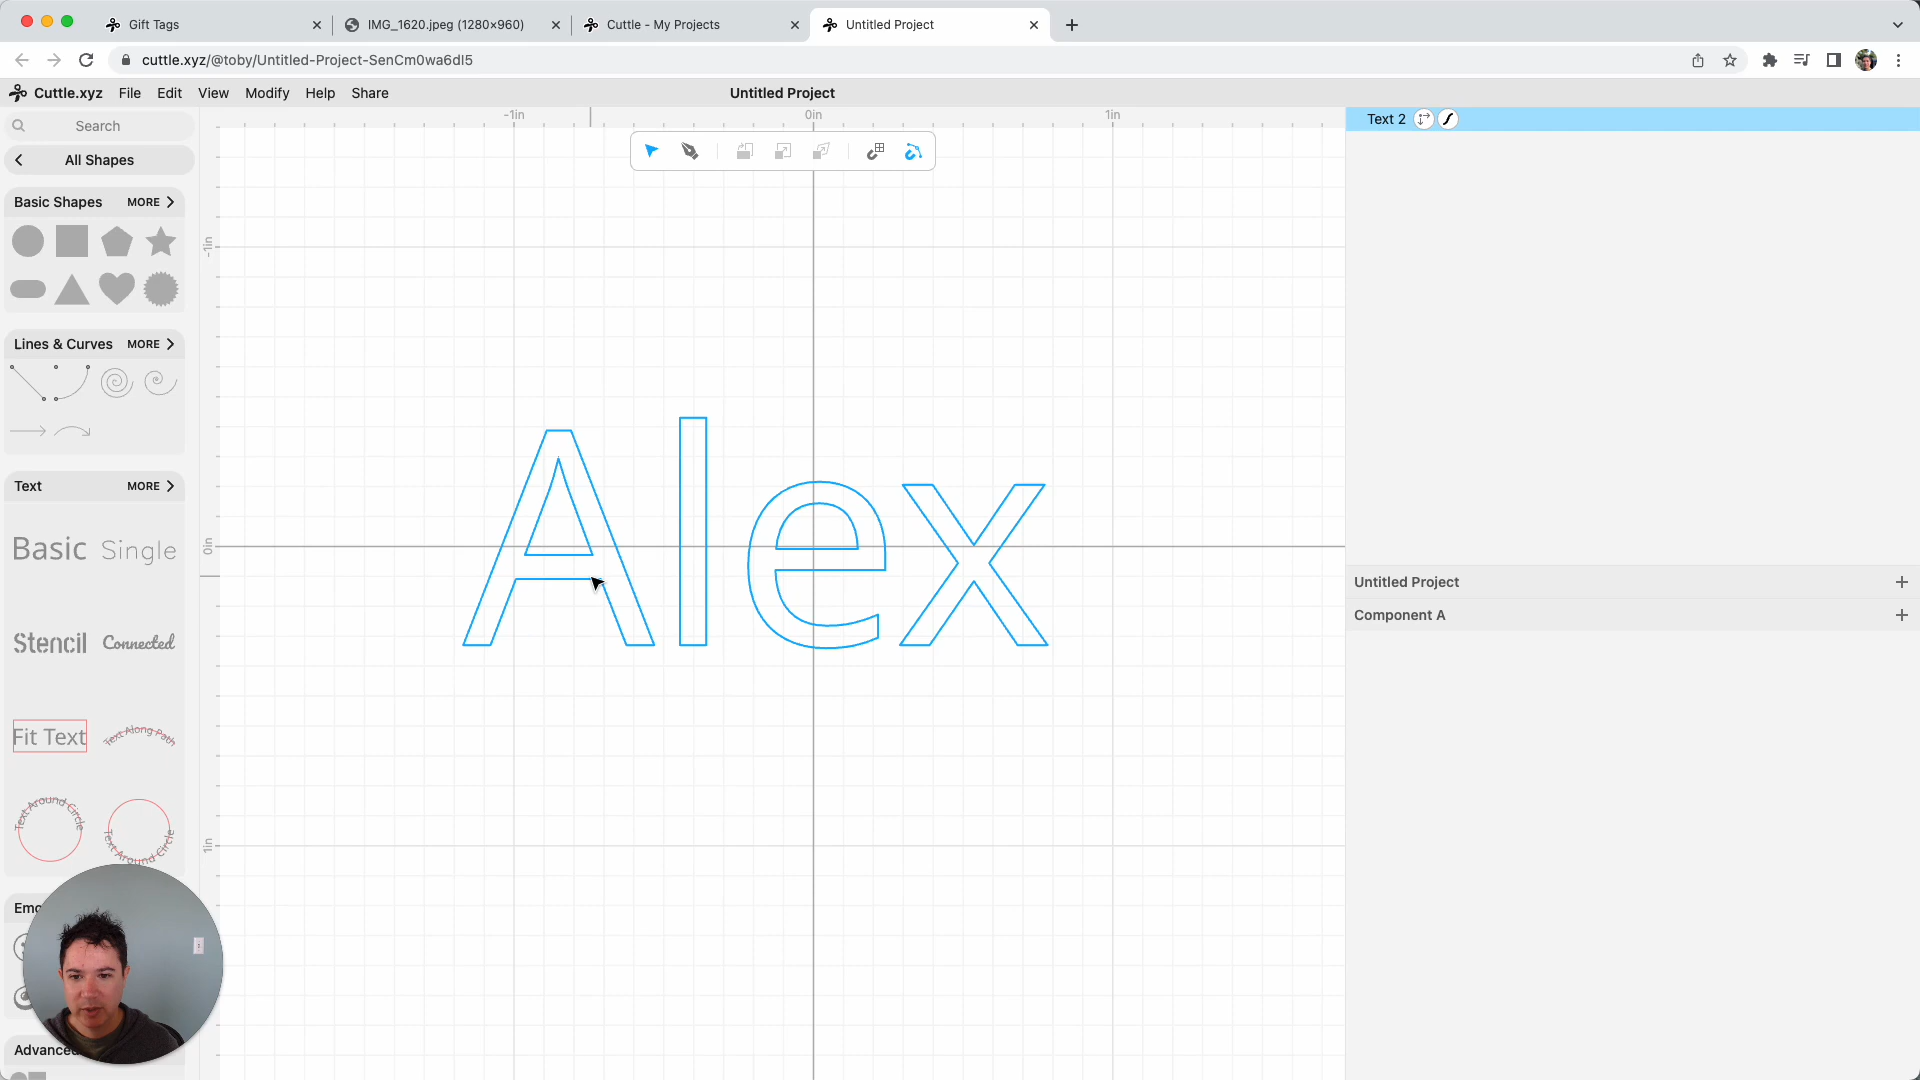 Gift Tags
IMG_1620.jpeg (1280×960)
Cuttle - My Projects
Untitled Project
cuttle.xyz/@toby/Untitled-Project-SenCm0wa6dI5
Cuttle.xyz File Edit View Modify Help Share
Untitled Project
Search
All Shapes
Basic Shapes MORE
Lines & Curves MORE
Text MORE
Basic Single
Stencil Connected
Fit Text Text Along Path
Text Around Circle Text Around Circle
Emo
Advanced
-1in 0in 1in
-1in
0in
1in
Alex
Text 2
Untitled Project
Component A